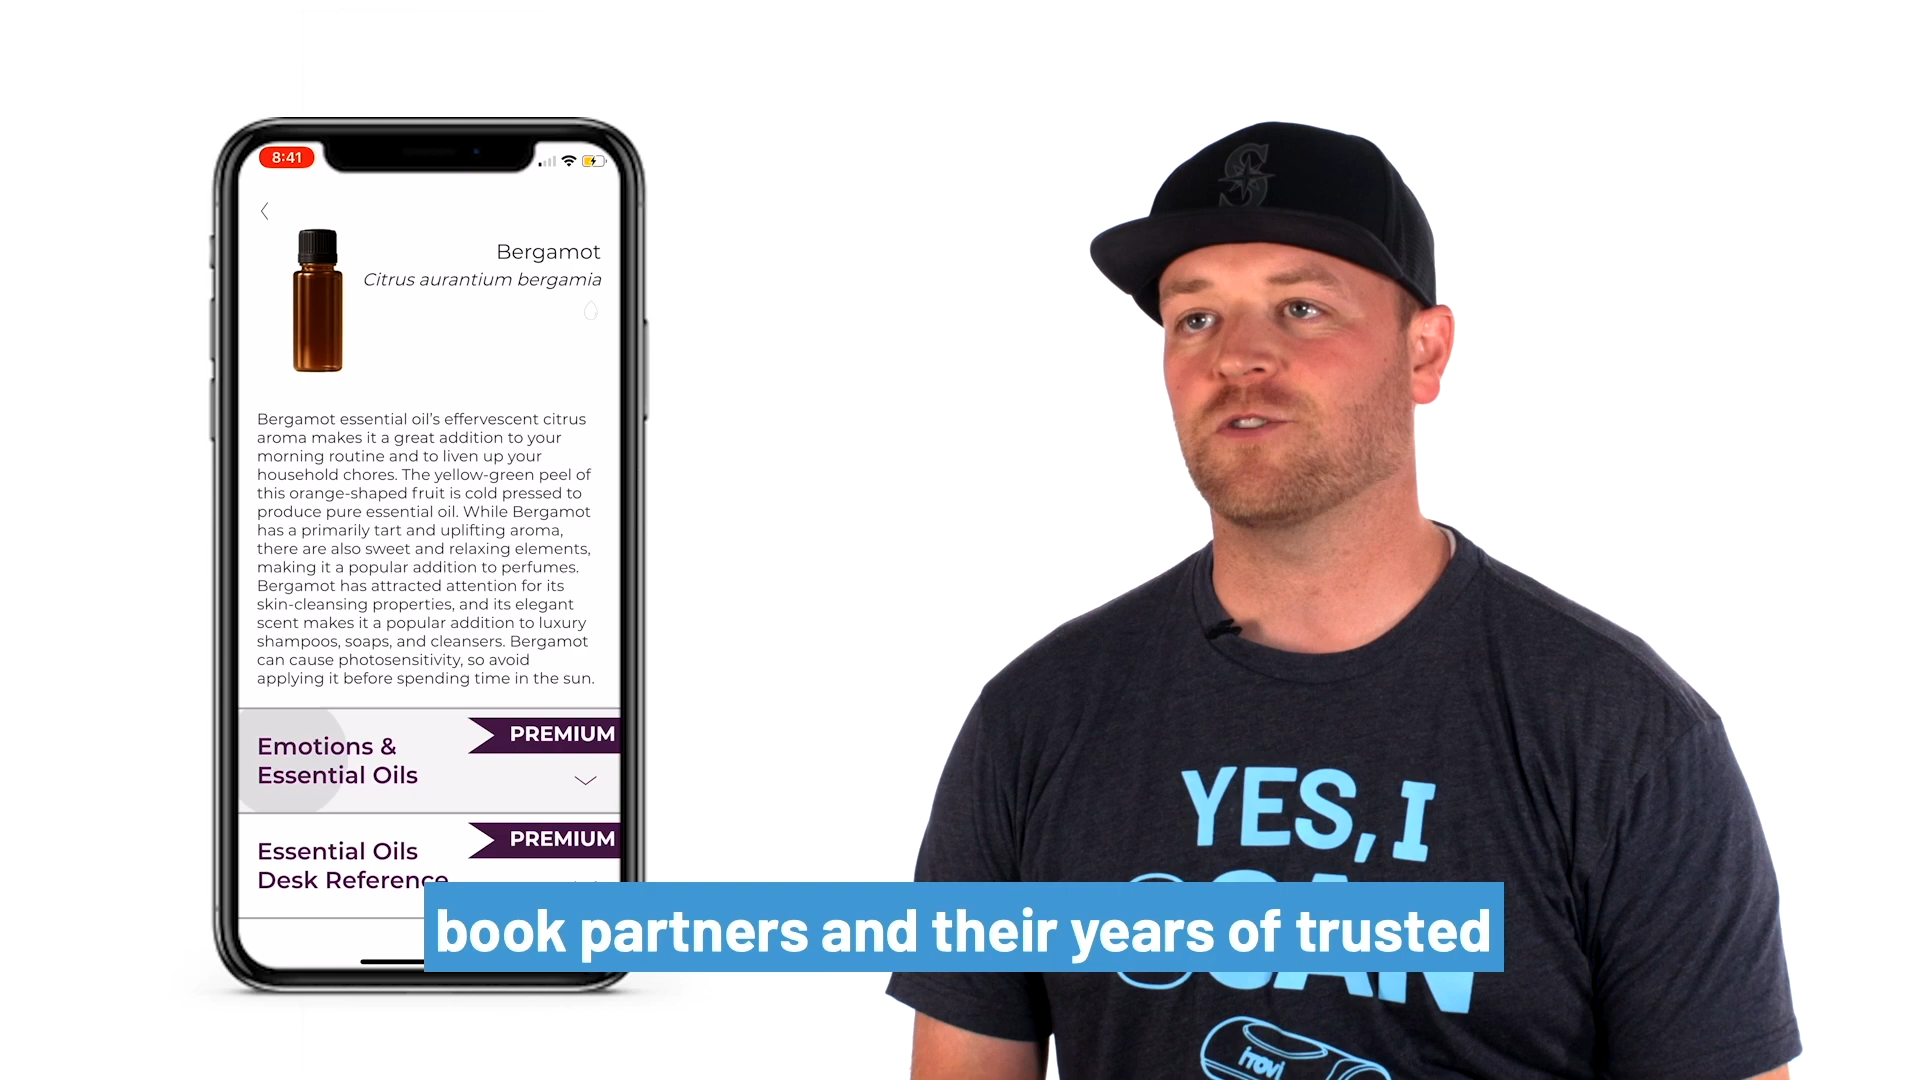 8:41
Bergamot
Citrus aurantium bergamia
Bergamot essential oil's effervescent citrus
aroma makes it a great addition to your
morning routine and to liven up your
household chores. The yellow-green peel of
this orange-shaped fruit is cold pressed to
produce pure essential oil. While Bergamot
has a primarily tart and uplifting aroma,
there are also sweet and relaxing elements,
making it a popular addition to perfumes.
Bergamot has attracted attention for its
skin-cleansing properties, and its elegant
scent makes it a popular addition to luxury
shampoos, soaps, and cleansers. Bergamot
can cause photosensitivity, so avoid
applying it before spending time in the sun.
PREMIUM
Emotions &
Essential Oils
PREMIUM
Essential Oils
Desk Reference
S
YES, I
book partners and their years of trusted
iTOVi